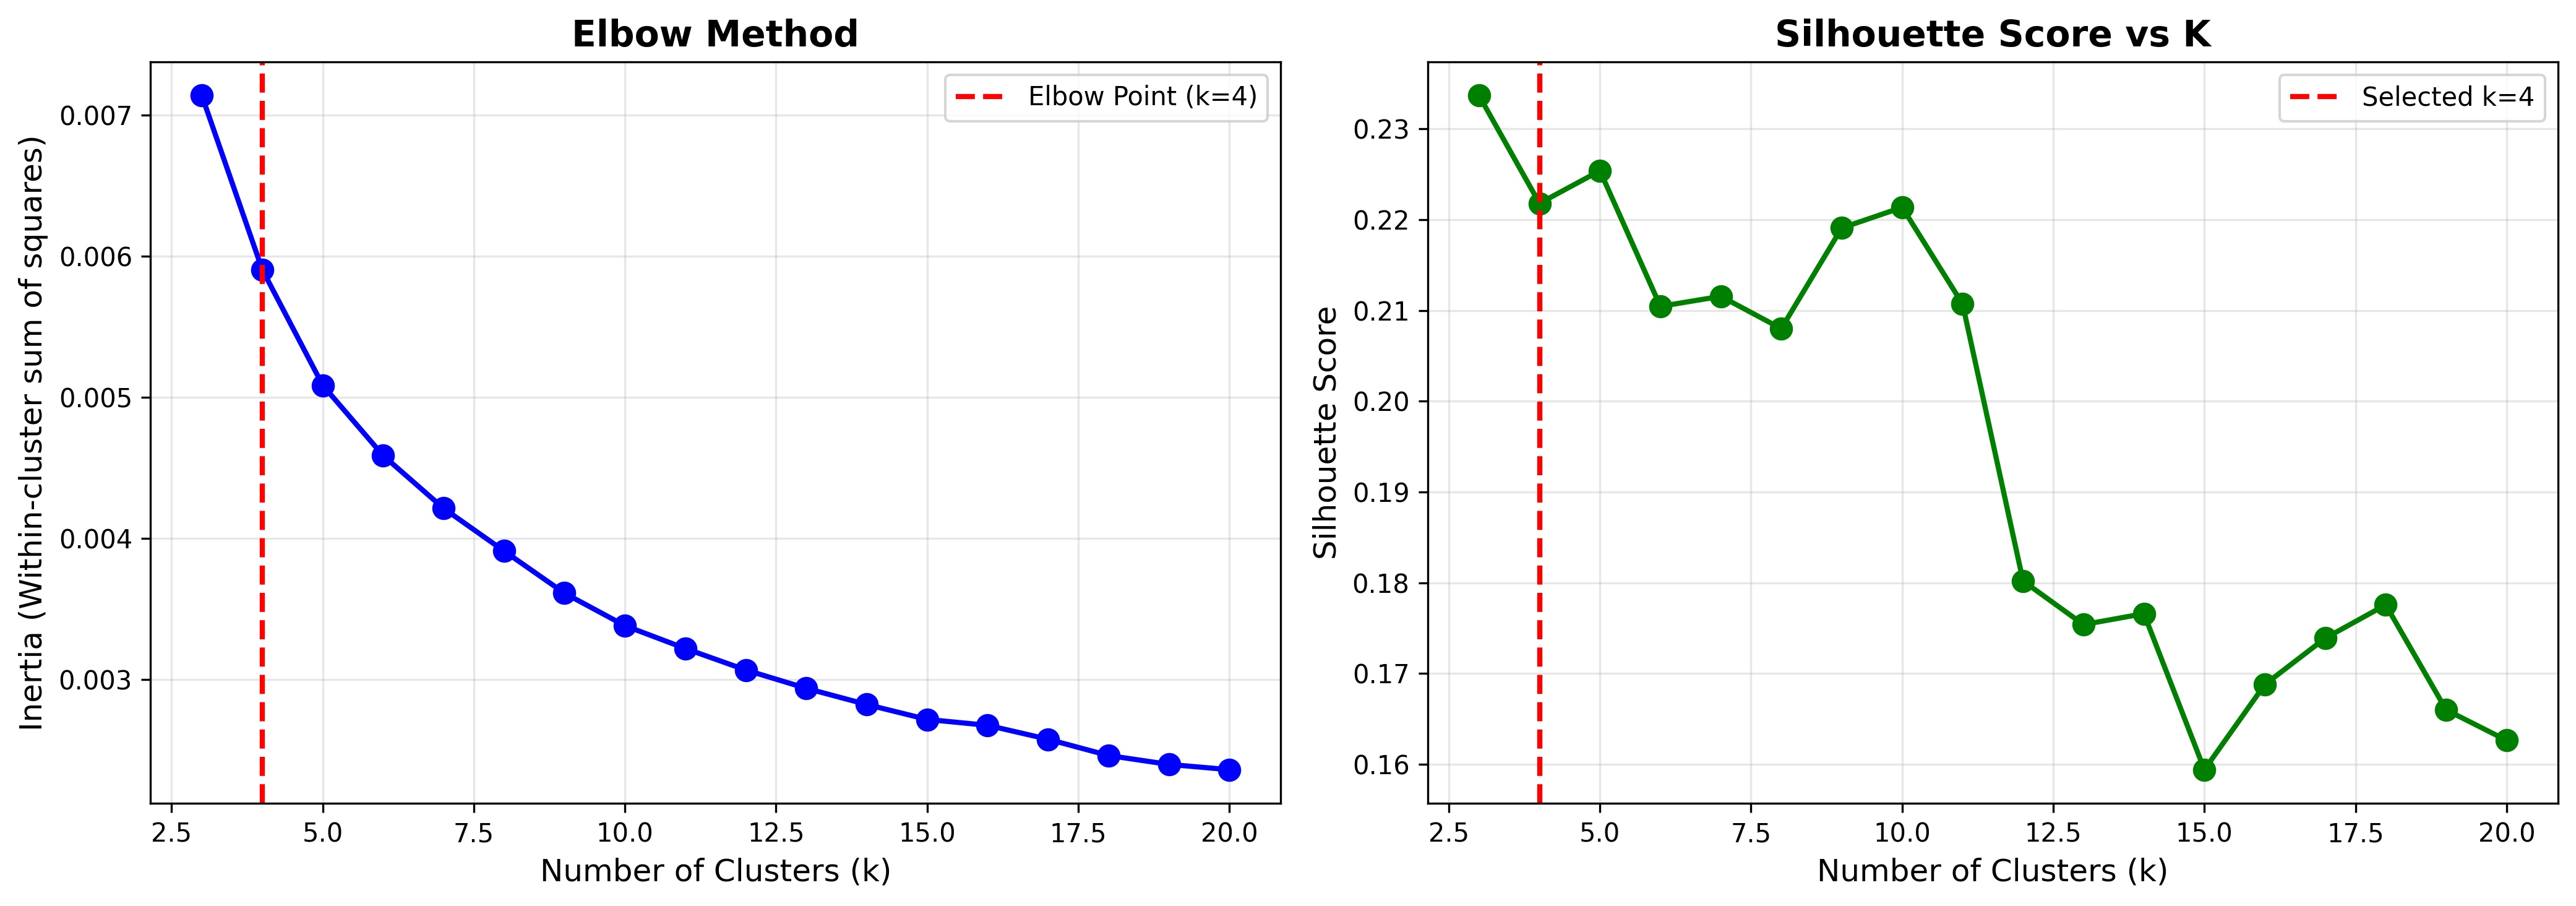 Elbow Method
Elbow Point (k=4)
Inertia (Within-cluster sum of squares)
0.007
0.006
0.005
0.004
0.003
2.5 5.0 7.5 10.0 12.5 15.0 17.5 20.0
Number of Clusters (k)
Silhouette Score vs K
Selected k=4
Silhouette Score
0.23
0.22
0.21
0.20
0.19
0.18
0.17
0.16
2.5 5.0 7.5 10.0 12.5 15.0 17.5 20.0
Number of Clusters (k)